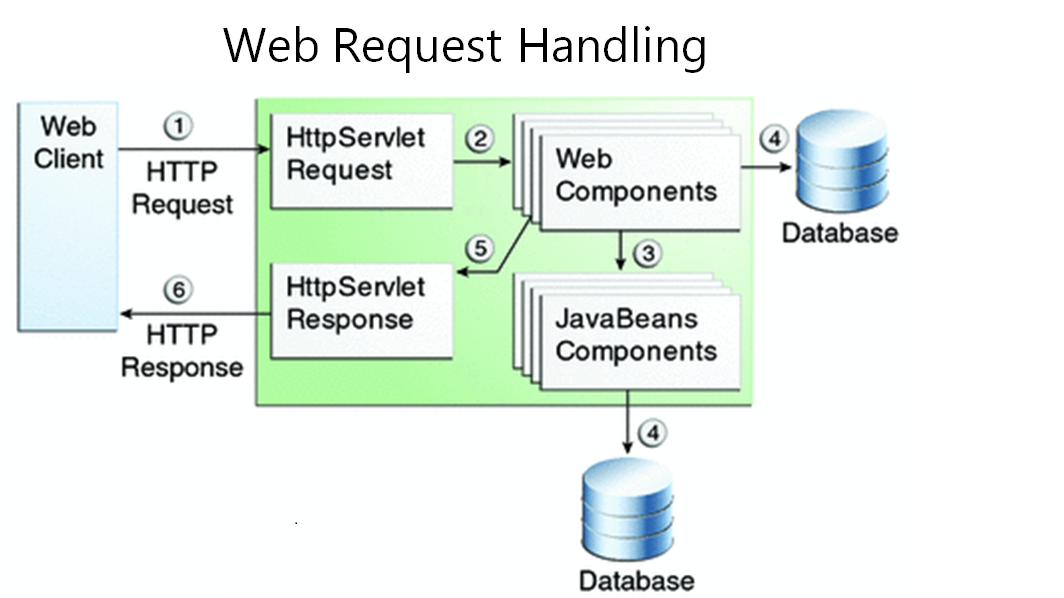 Web Request Handling
Web
Client
1
HTTP
Request
HttpServlet
Request
2
Web
Components
4
Database
5
3
6
HTTP
Response
HttpServlet
Response
JavaBeans
Components
4
Database